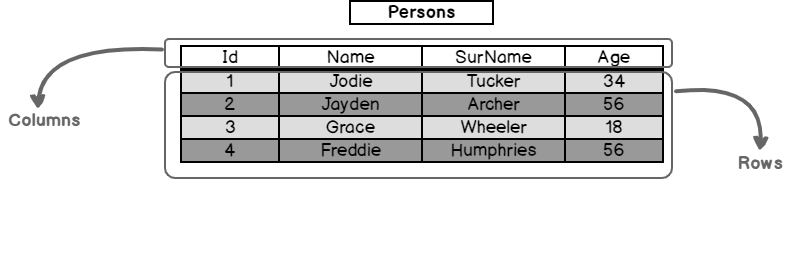 Persons
Id Name SurName Age
1 Jodie Tucker 34
2 Jayden Archer 56
3 Grace Wheeler 18
4 Freddie Humphries 56
Columns
Rows